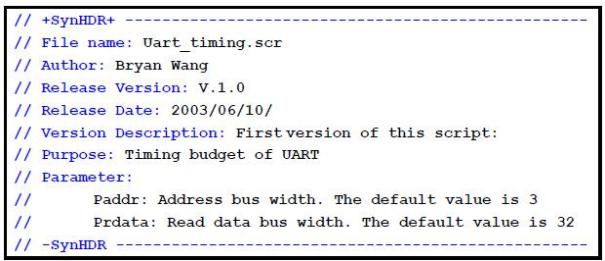 // +SynHDR+ ------------------------------------------------
// File name: Uart_timing.scr
// Author: Bryan Wang
// Release Version: V.1.0
// Release Date: 2003/06/10/
// Version Description: First version of this script:
// Purpose: Timing budget of UART
// Parameter:
// Paddr: Address bus width. The default value is 3
// Prdata: Read data bus width. The default value is 32
// -SynHDR -------------------------------------------------